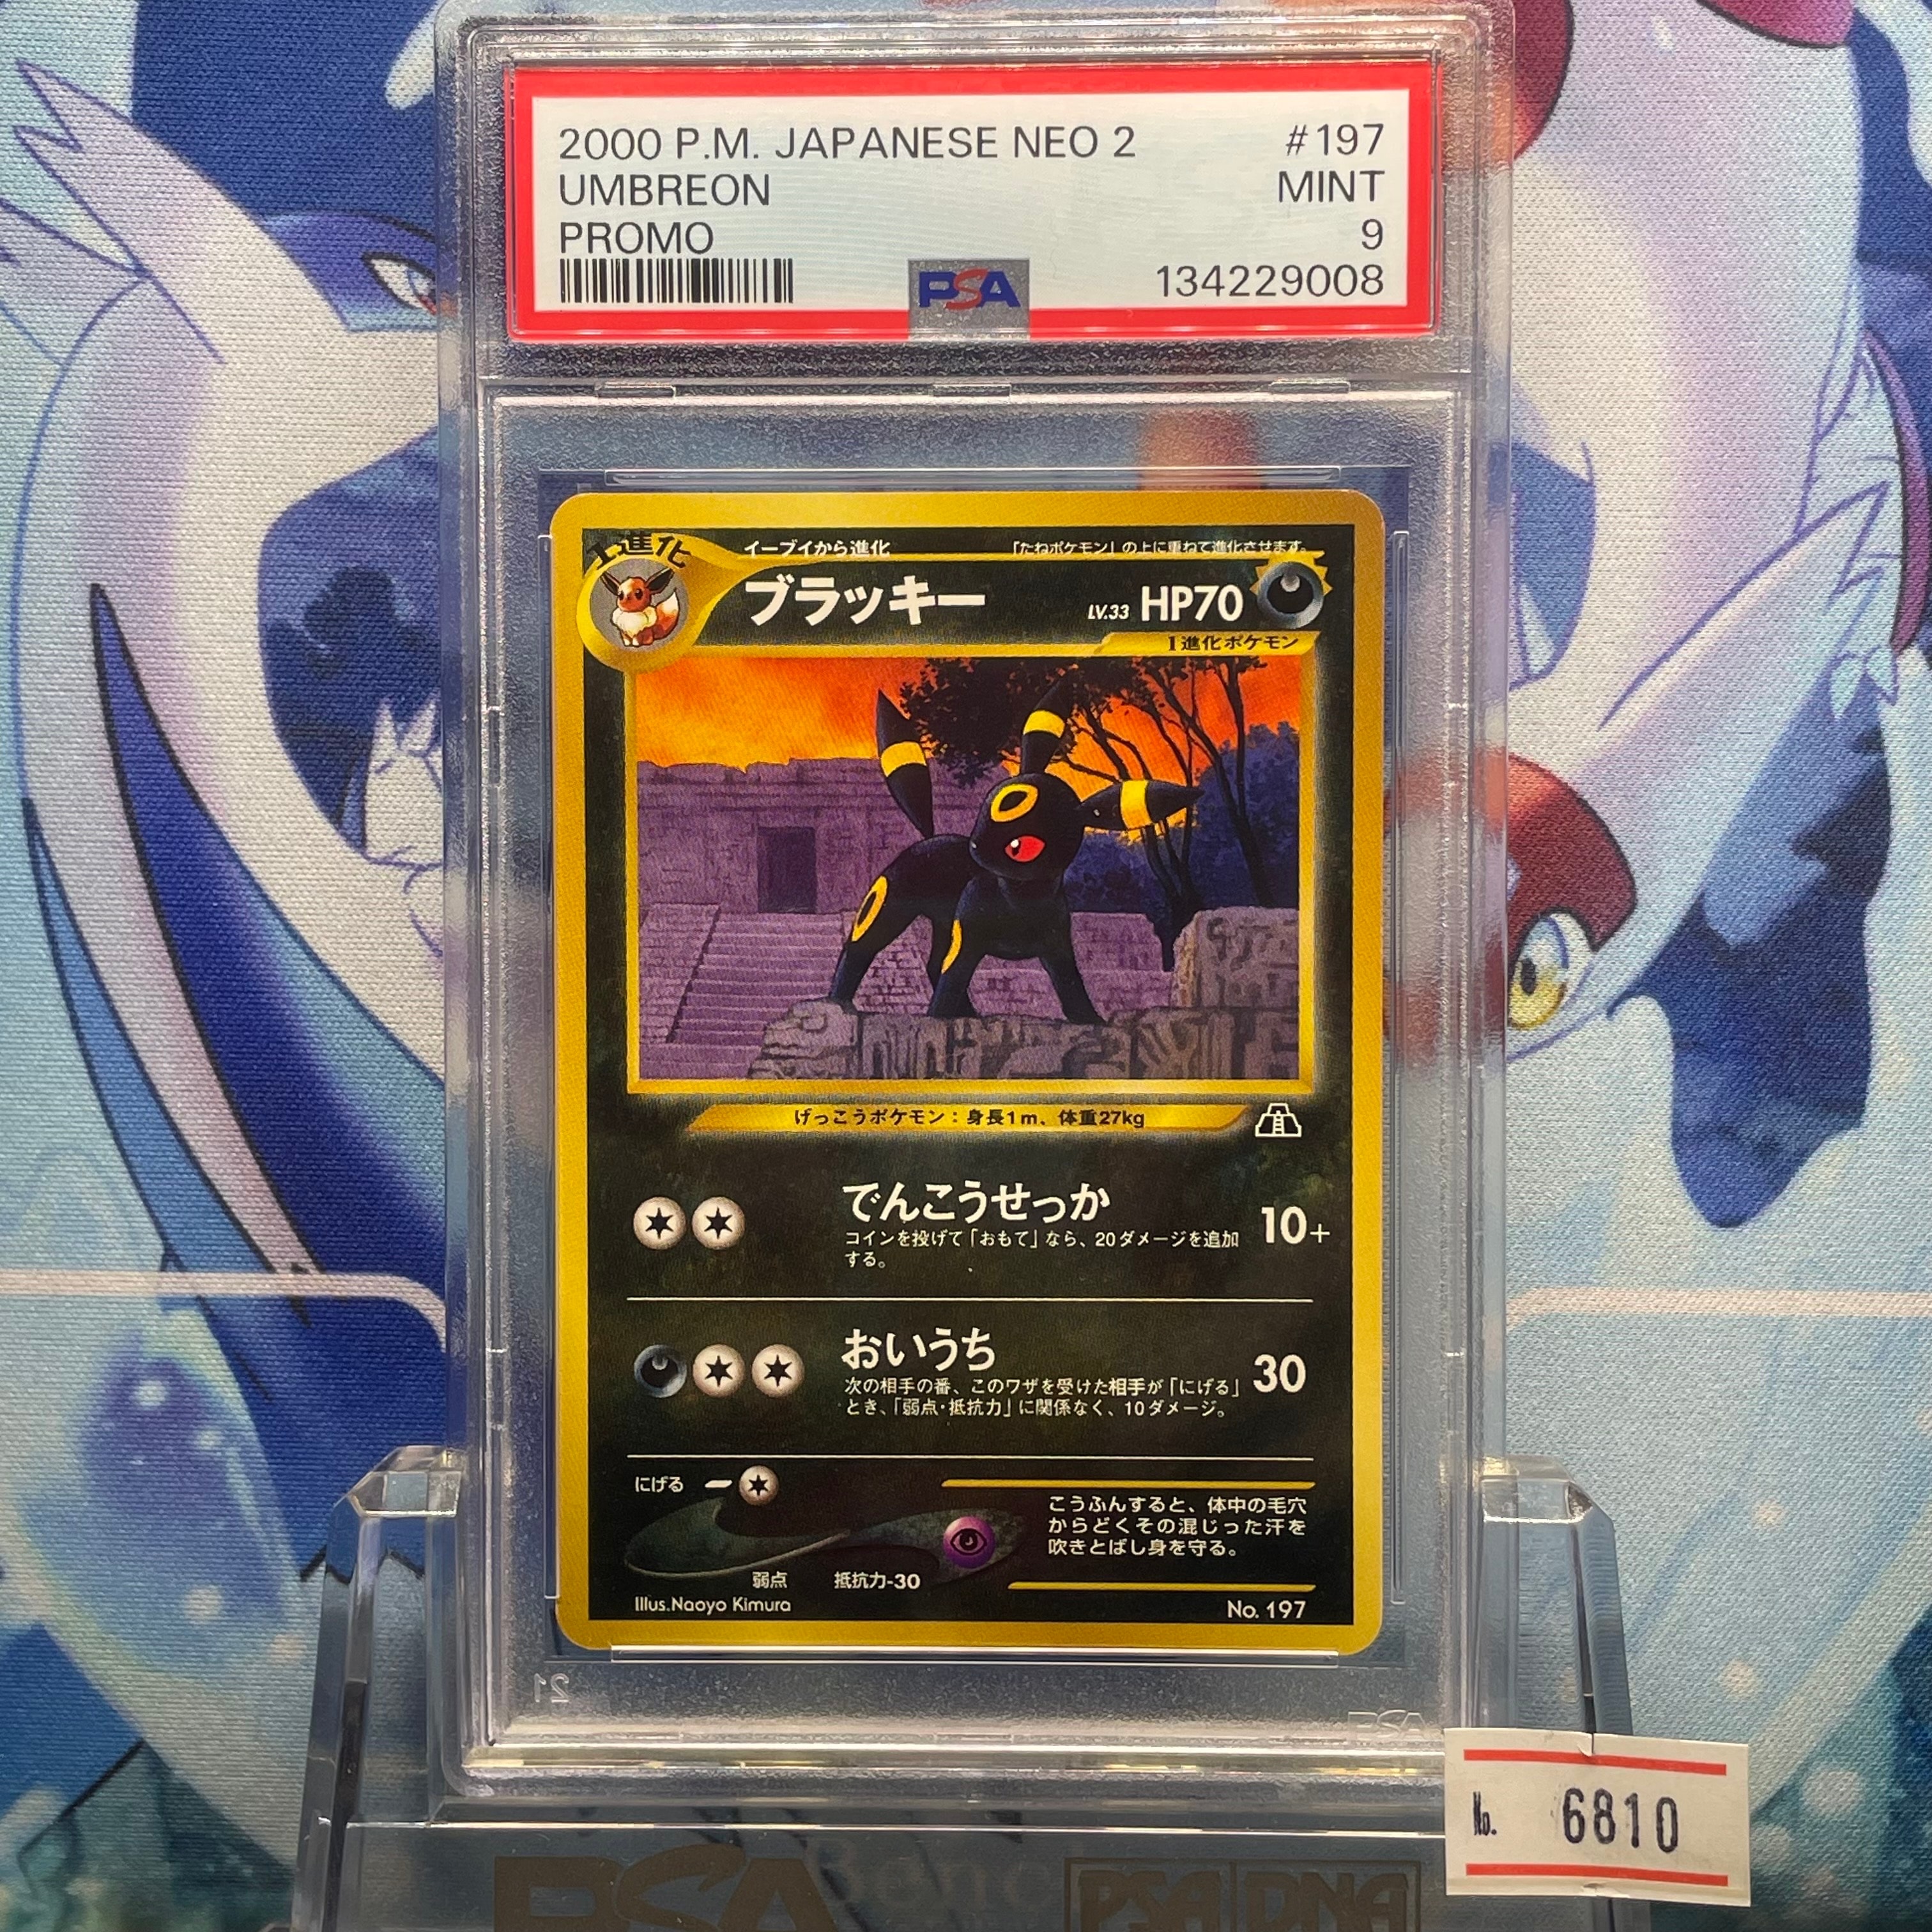 2000 P.M. JAPANESE NEO 2 #197
UMBREON MINT
PROMO 9
PSA 134229008
1進化
イーブイから進化 「たねポケモン」の上に重ねて進化させます。
ブラッキー LV.33 HP70
1進化ポケモン
げっこうポケモン:身長1m、体重27kg
でんこうせっか 10+
コインを投げて「おもて」なら、20ダメージを追加
する。
おいうち 30
次の相手の番、このワザを受けた相手が「にげる」
とき、「弱点・抵抗力」に関係なく、10ダメージ。
にげる
こうふんすると、体中の毛穴
からどくその混じった汗を
吹きとばし身を守る。
弱点 抵抗力-30
Illus.Naoyo Kimura No. 197
21
PSA
No. 6810
PSA PSA DNA